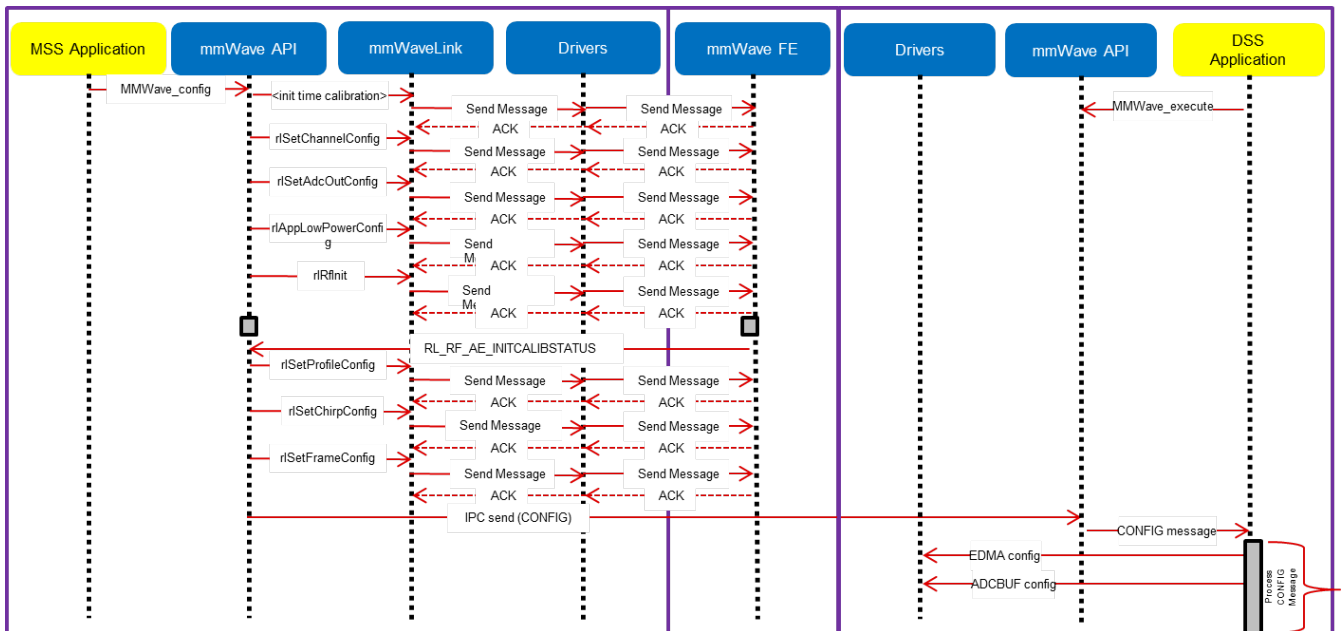 MSS Application
mmWave API
mmWaveLink
Drivers
mmWave FE
Drivers
mmWave API
DSS
Application
MMWave_config
<init time calibration>
Send Message
Send Message
MMWave_execute
ACK
ACK
rlSetChannelConfig
Send Message
Send Message
ACK
ACK
rlSetAdcOutConfig
Send Message
Send Message
ACK
ACK
rlAppLowPowerConfi
g
Send
Send Message
ACK
ACK
rlRfInit
Send
Send Message
ACK
ACK
RL_RF_AE_INITCALIBSTATUS
rlSetProfileConfig
Send Message
Send Message
ACK
ACK
rlSetChirpConfig
Send Message
Send Message
ACK
ACK
rlSetFrameConfig
Send Message
Send Message
ACK
ACK
IPC send (CONFIG)
CONFIG message
EDMA config
ADCBUF config
Process
CONFIG
Message